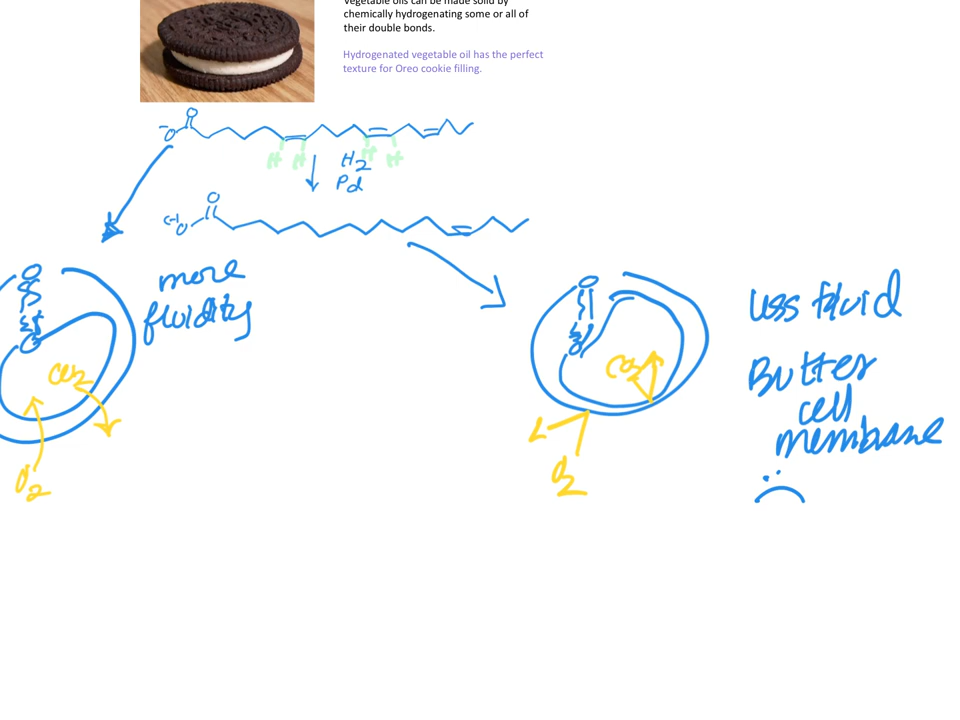 Vegetable oils can be made solid by
chemically hydrogenating some or all of
their double bonds.
Hydrogenated vegetable oil has the perfect
texture for Oreo cookie filling.
O
-O
H H H H
H2
Pd
O
O
more
fluidity
CO2
O2
less fluid
CO2
O2
Butter
cell
membrane